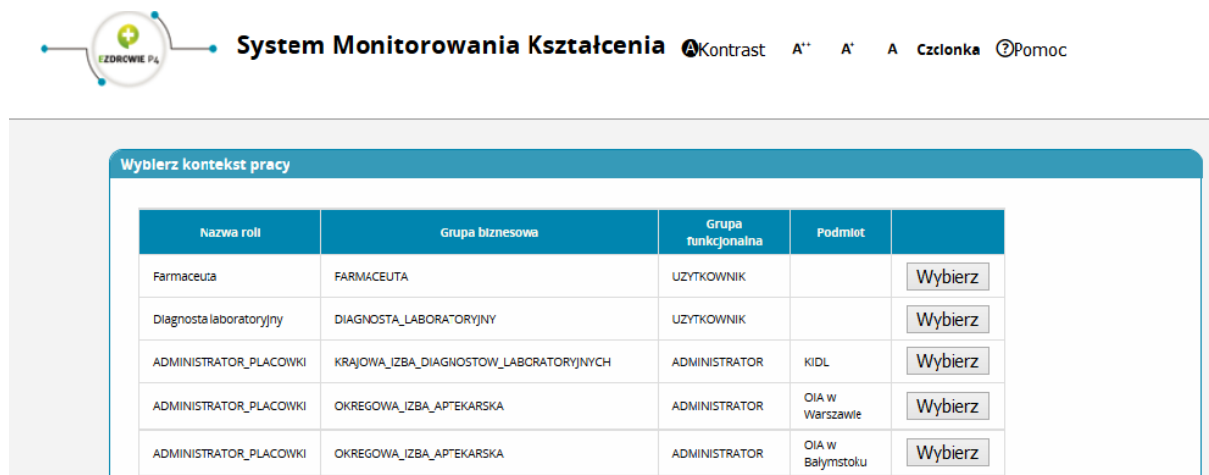 EZDROWIE P4
System Monitorowania Kształcenia Kontrast A++ A+ A Czcionka Pomoc
Wybierz kontekst pracy
Nazwa roli Grupa biznesowa Grupa funkcjonalna Podmiot
Farmaceuta FARMACEUTA UZYTKOWNIK Wybierz
Diagnosta laboratoryjny DIAGNOSTA_LABORATORYJNY UZYTKOWNIK Wybierz
ADMINISTRATOR_PLACOWKI KRAJOWA_IZBA_DIAGNOSTOW_LABORATORYJNYCH ADMINISTRATOR KIDL Wybierz
ADMINISTRATOR_PLACOWKI OKREGOWA_IZBA_APTEKARSKA ADMINISTRATOR OIA w Warszawie Wybierz
ADMINISTRATOR_PLACOWKI OKREGOWA_IZBA_APTEKARSKA ADMINISTRATOR OIA w Bałymstoku Wybierz